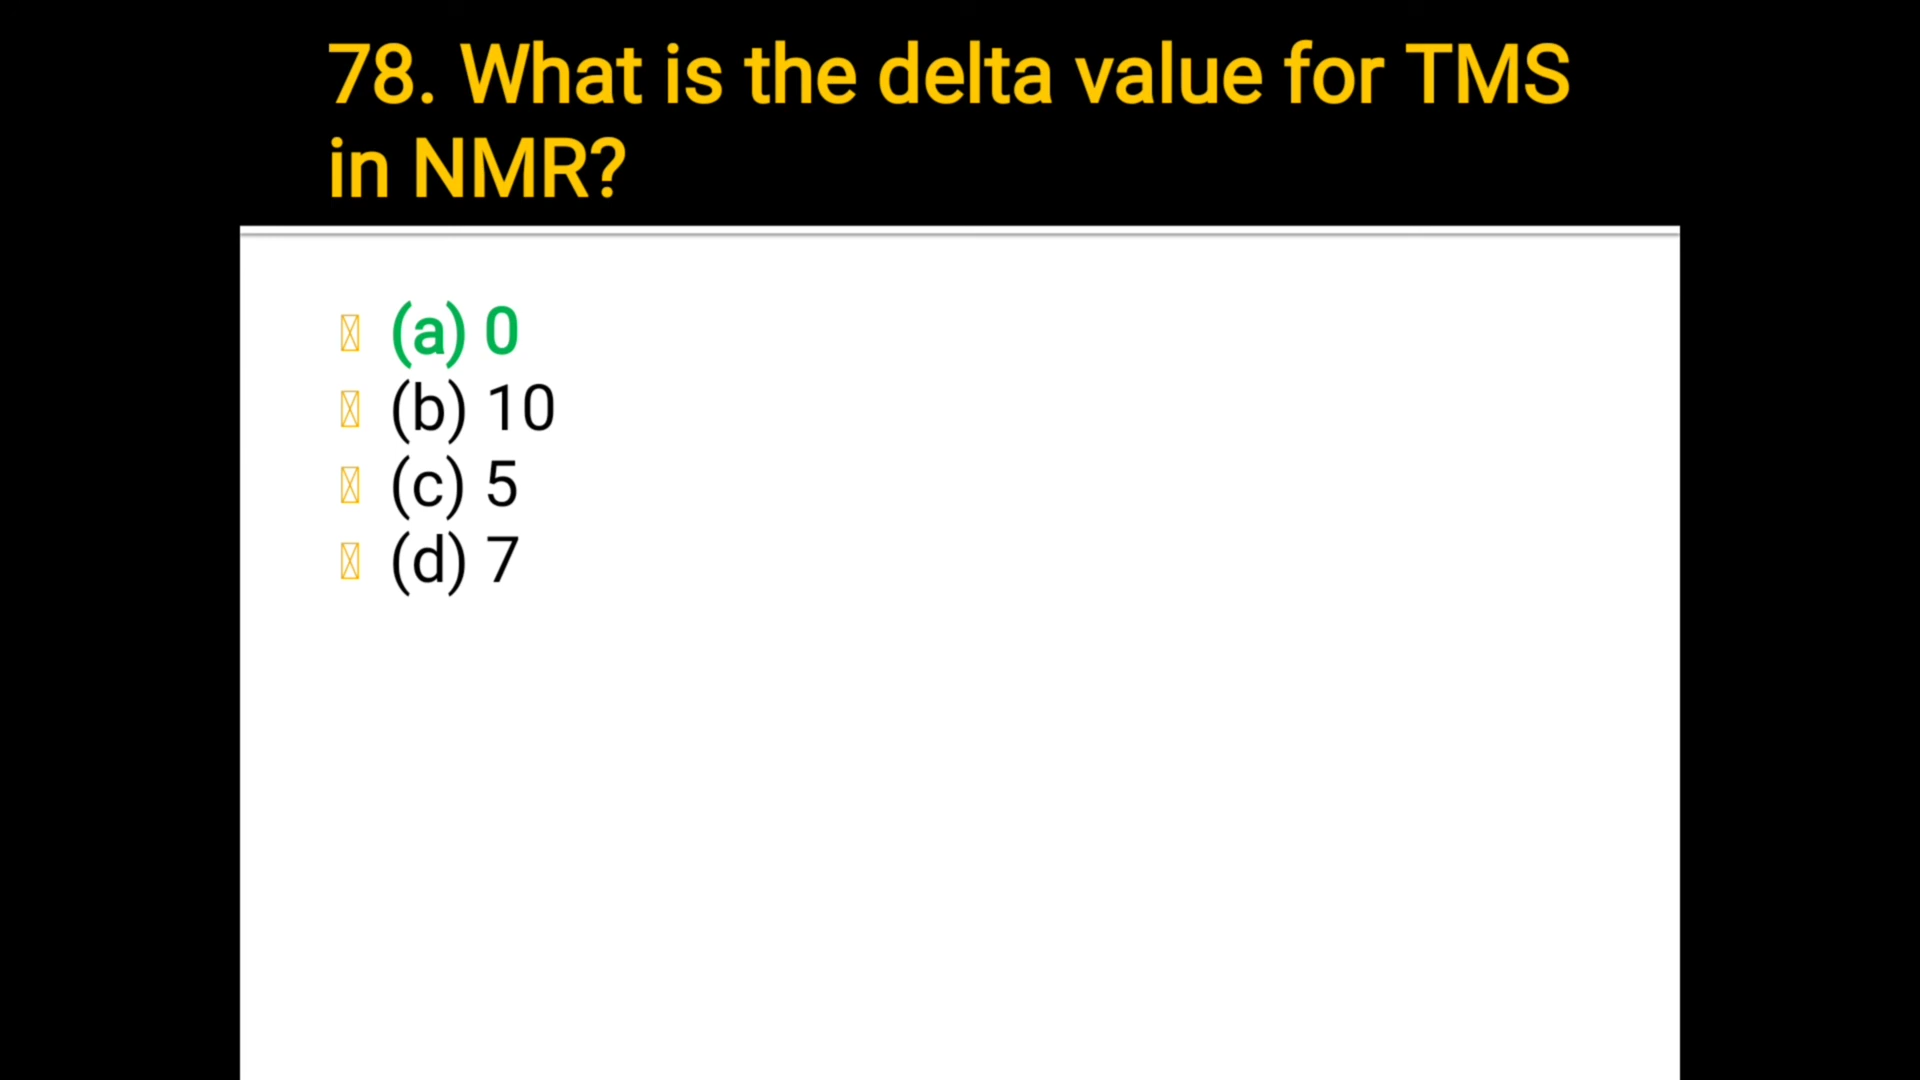 78. What is the delta value for TMS
in NMR?
(a) 0
(b) 10
(c) 5
(d) 7